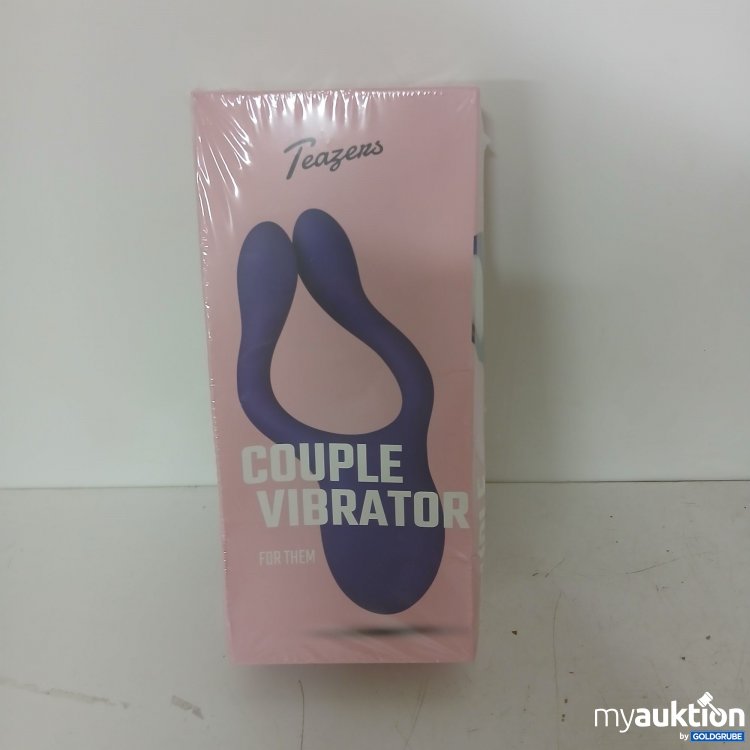 Teazers
COUPLE
VIBRATOR
FOR THEM
myauktion
by GOLDGRUBE